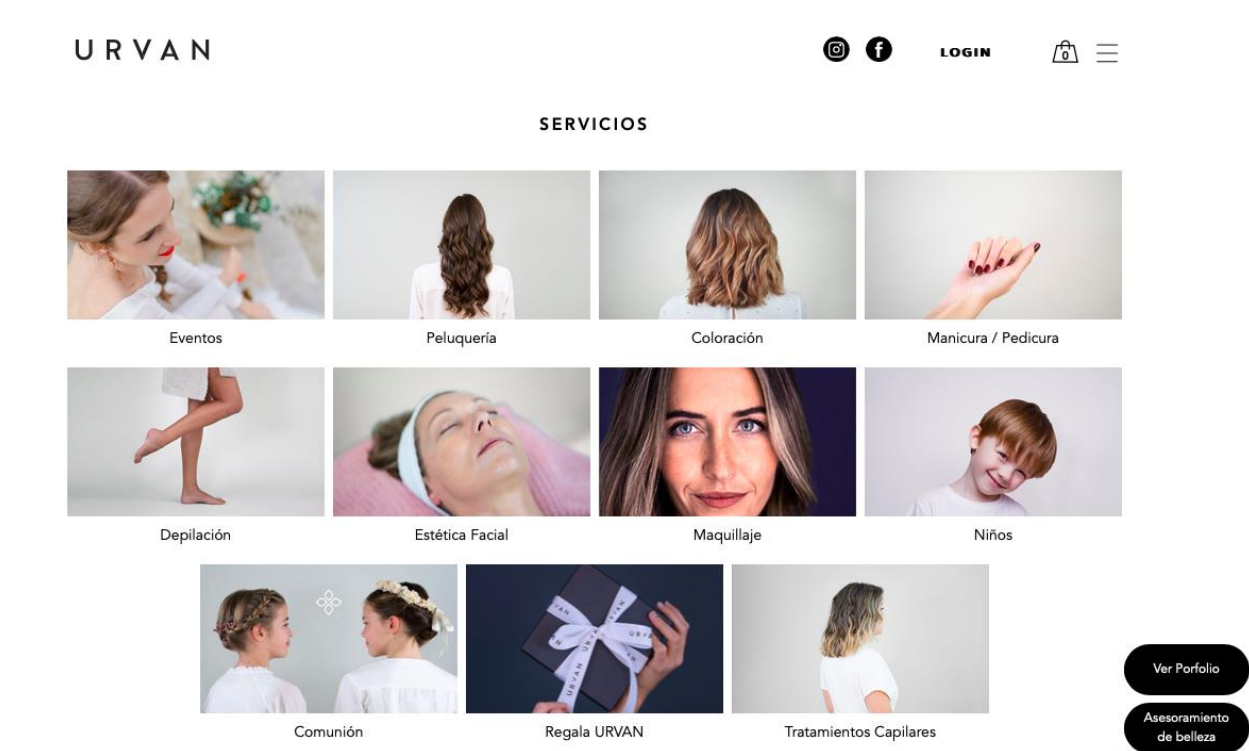 URVAN
LOGIN
0
SERVICIOS
Eventos
Peluquería
Coloración
Manicura / Pedicura
Depilación
Estética Facial
Maquillaje
Niños
Comunión
Regala URVAN
Tratamientos Capilares
Ver Porfolio
Asesoramiento
de belleza